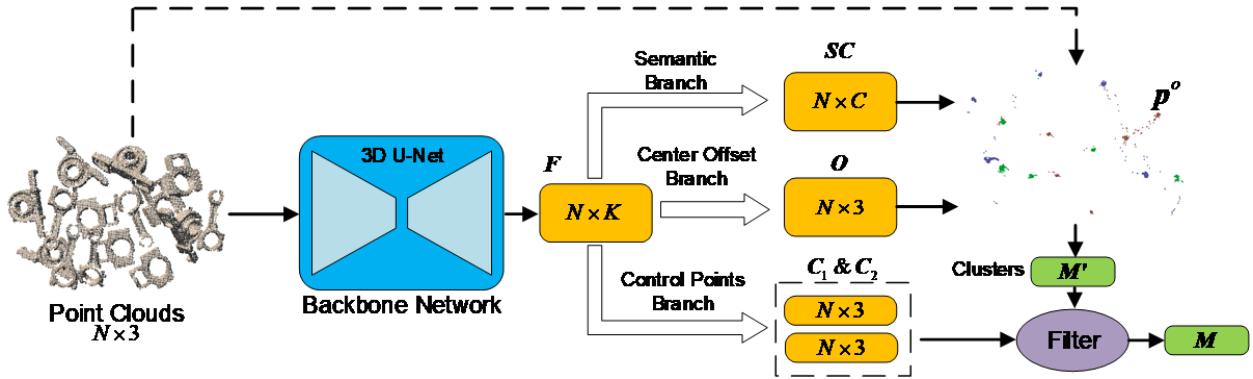 Point Clouds
N×3
3D U-Net
Backbone Network
F
N×K
Semantic
Branch
SC
N×C
Center Offset
Branch
O
N×3
Control Points
Branch
C₁ & C₂
N×3
N×3
pᵒ
Clusters
M'
Filter
M